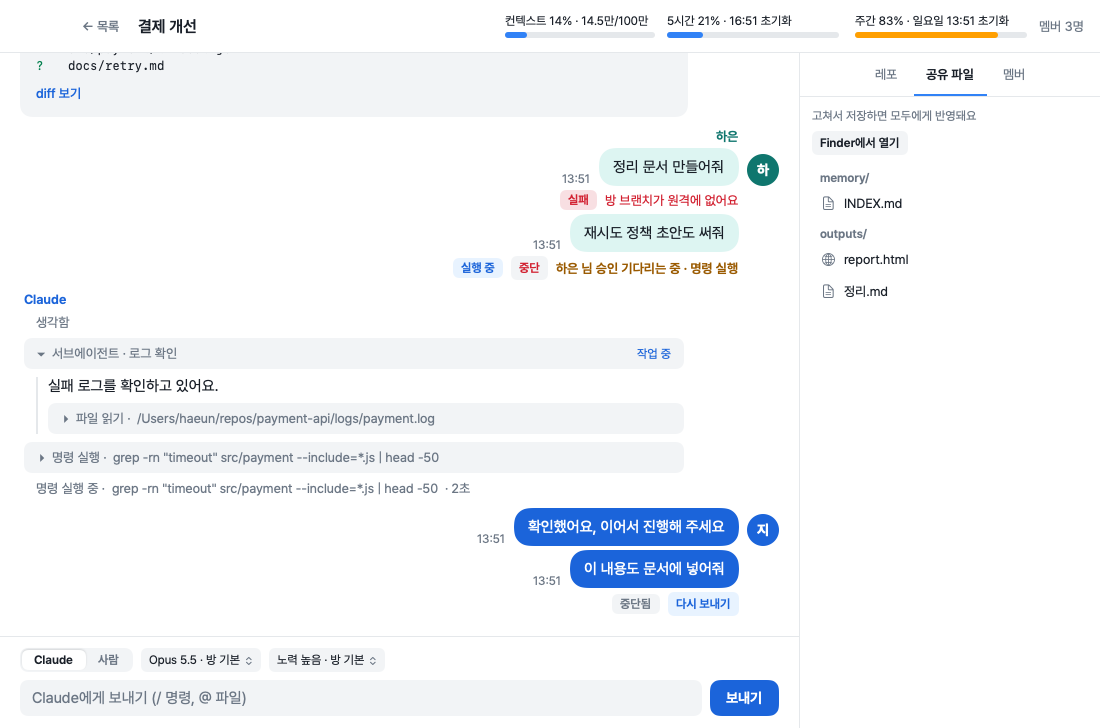 ← 목록
결제 개선
컨텍스트 14% · 14.5만/100만
5시간 21% · 16:51 초기화
주간 83% · 일요일 13:51 초기화
멤버 3명
? docs/retry.md
diff 보기
하은
정리 문서 만들어줘
하
13:51
실패 방 브랜치가 원격에 없어요
재시도 정책 초안도 써줘
13:51
실행 중 중단 하은 님 승인 기다리는 중 · 명령 실행
Claude
생각함
서브에이전트 · 로그 확인 작업 중
실패 로그를 확인하고 있어요.
파일 읽기 · /Users/haeun/repos/payment-api/logs/payment.log
명령 실행 · grep -rn "timeout" src/payment --include=*.js | head -50
명령 실행 중 · grep -rn "timeout" src/payment --include=*.js | head -50 · 2초
확인했어요, 이어서 진행해 주세요
지
13:51
이 내용도 문서에 넣어줘
13:51
중단됨 다시 보내기
Claude 사람 Opus 5.5 · 방 기본 노력 높음 · 방 기본
Claude에게 보내기 (/ 명령, @ 파일)
보내기
레포 공유 파일 멤버
고쳐서 저장하면 모두에게 반영돼요
Finder에서 열기
memory/
INDEX.md
outputs/
report.html
정리.md